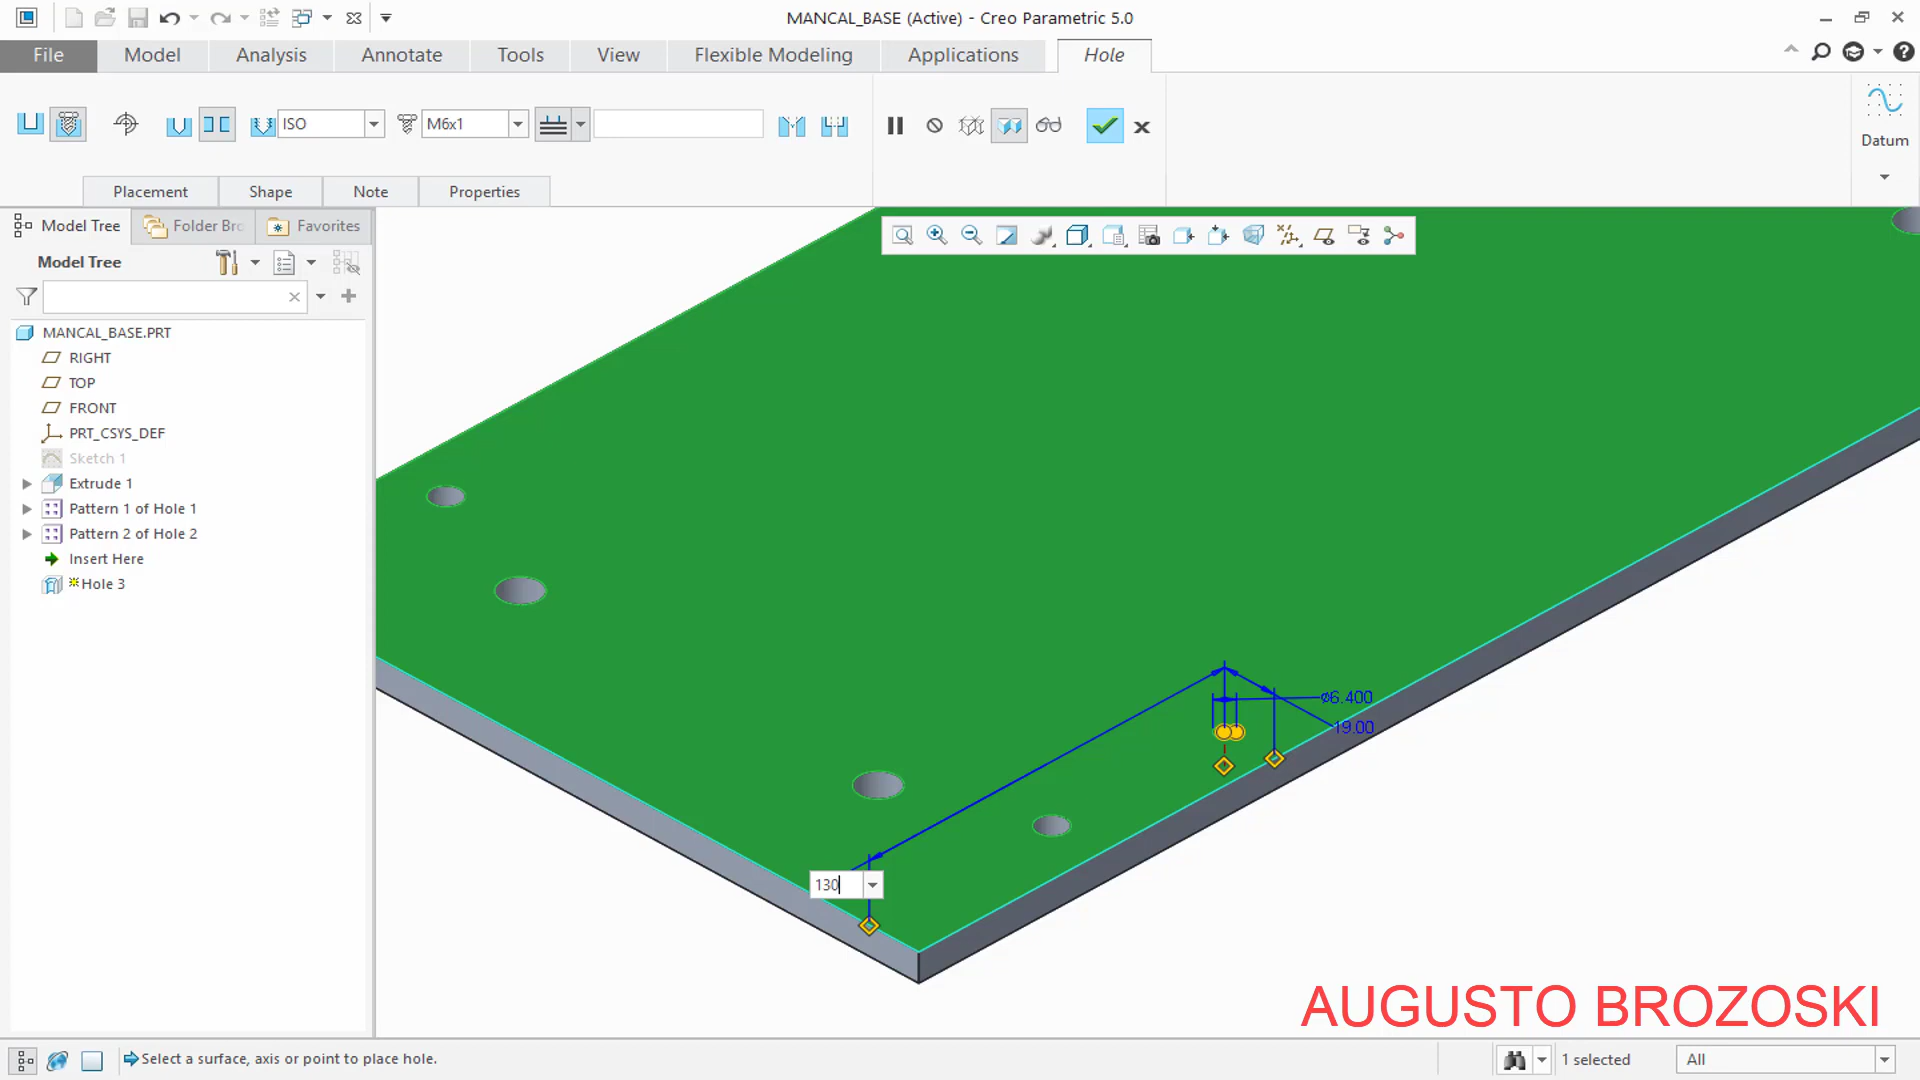 MANCAL_BASE (Active) - Creo Parametric 5.0
File Model Analysis Annotate Tools View Flexible Modeling Applications Hole
ISO M6x1
Datum
Placement Shape Note Properties
Model Tree Folder Bro Favorites
Model Tree
MANCAL_BASE.PRT
RIGHT
TOP
FRONT
PRT_CSYS_DEF
Sketch 1
Extrude 1
Pattern 1 of Hole 1
Pattern 2 of Hole 2
Insert Here
Hole 3
ø6.400
19.00
130
AUGUSTO BROZOSKI
Select a surface, axis or point to place hole.
1 selected All